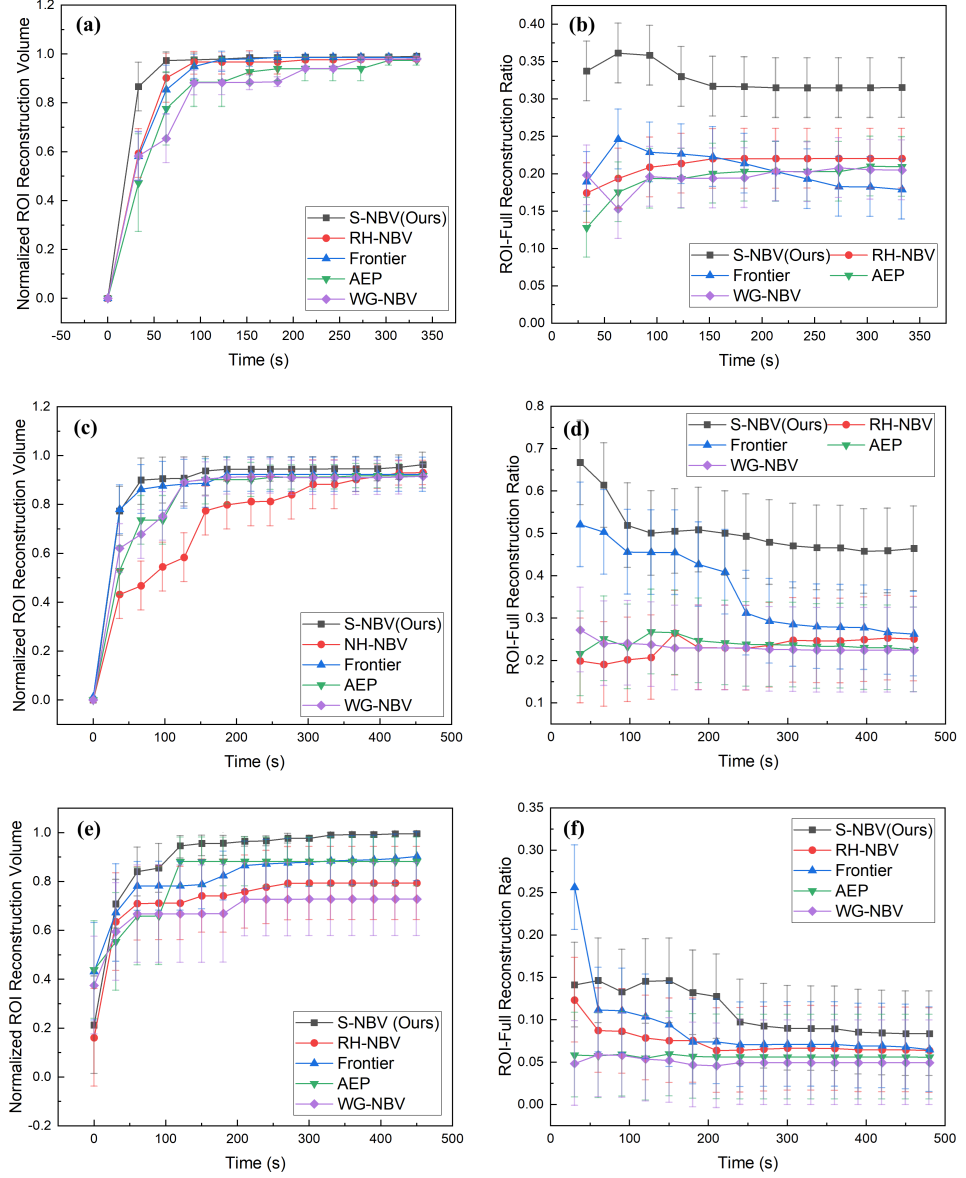 (a)
Normalized ROI Reconstruction Volume
1.2
1.0
0.8
0.6
0.4
0.2
0.0
-50 0 50 100 150 200 250 300 350
Time (s)
S-NBV(Ours)
RH-NBV
Frontier
AEP
WG-NBV
(b)
ROI-Full Reconstruction Ratio
0.40
0.35
0.30
0.25
0.20
0.15
0.10
0.05
0.00
0 50 100 150 200 250 300 350
Time (s)
S-NBV(Ours) RH-NBV
Frontier AEP
WG-NBV
(c)
Normalized ROI Reconstruction Volume
1.2
1.0
0.8
0.6
0.4
0.2
0.0
0 100 200 300 400 500
Time (s)
S-NBV(Ours)
NH-NBV
Frontier
AEP
WG-NBV
(d)
ROI-Full Reconstruction Ratio
0.8
0.7
0.6
0.5
0.4
0.3
0.2
0.1
0 100 200 300 400 500
Time (s)
S-NBV(Ours) RH-NBV
Frontier AEP
WG-NBV
(e)
Normalized ROI Reconstruction Volume
1.0
0.8
0.6
0.4
0.2
0.0
-0.2
0 100 200 300 400 500
Time (s)
S-NBV (Ours)
RH-NBV
Frontier
AEP
WG-NBV
(f)
ROI-Full Reconstruction Ratio
0.35
0.30
0.25
0.20
0.15
0.10
0.05
0.00
0 100 200 300 400 500
Time (s)
S-NBV(Ours)
RH-NBV
Frontier
AEP
WG-NBV